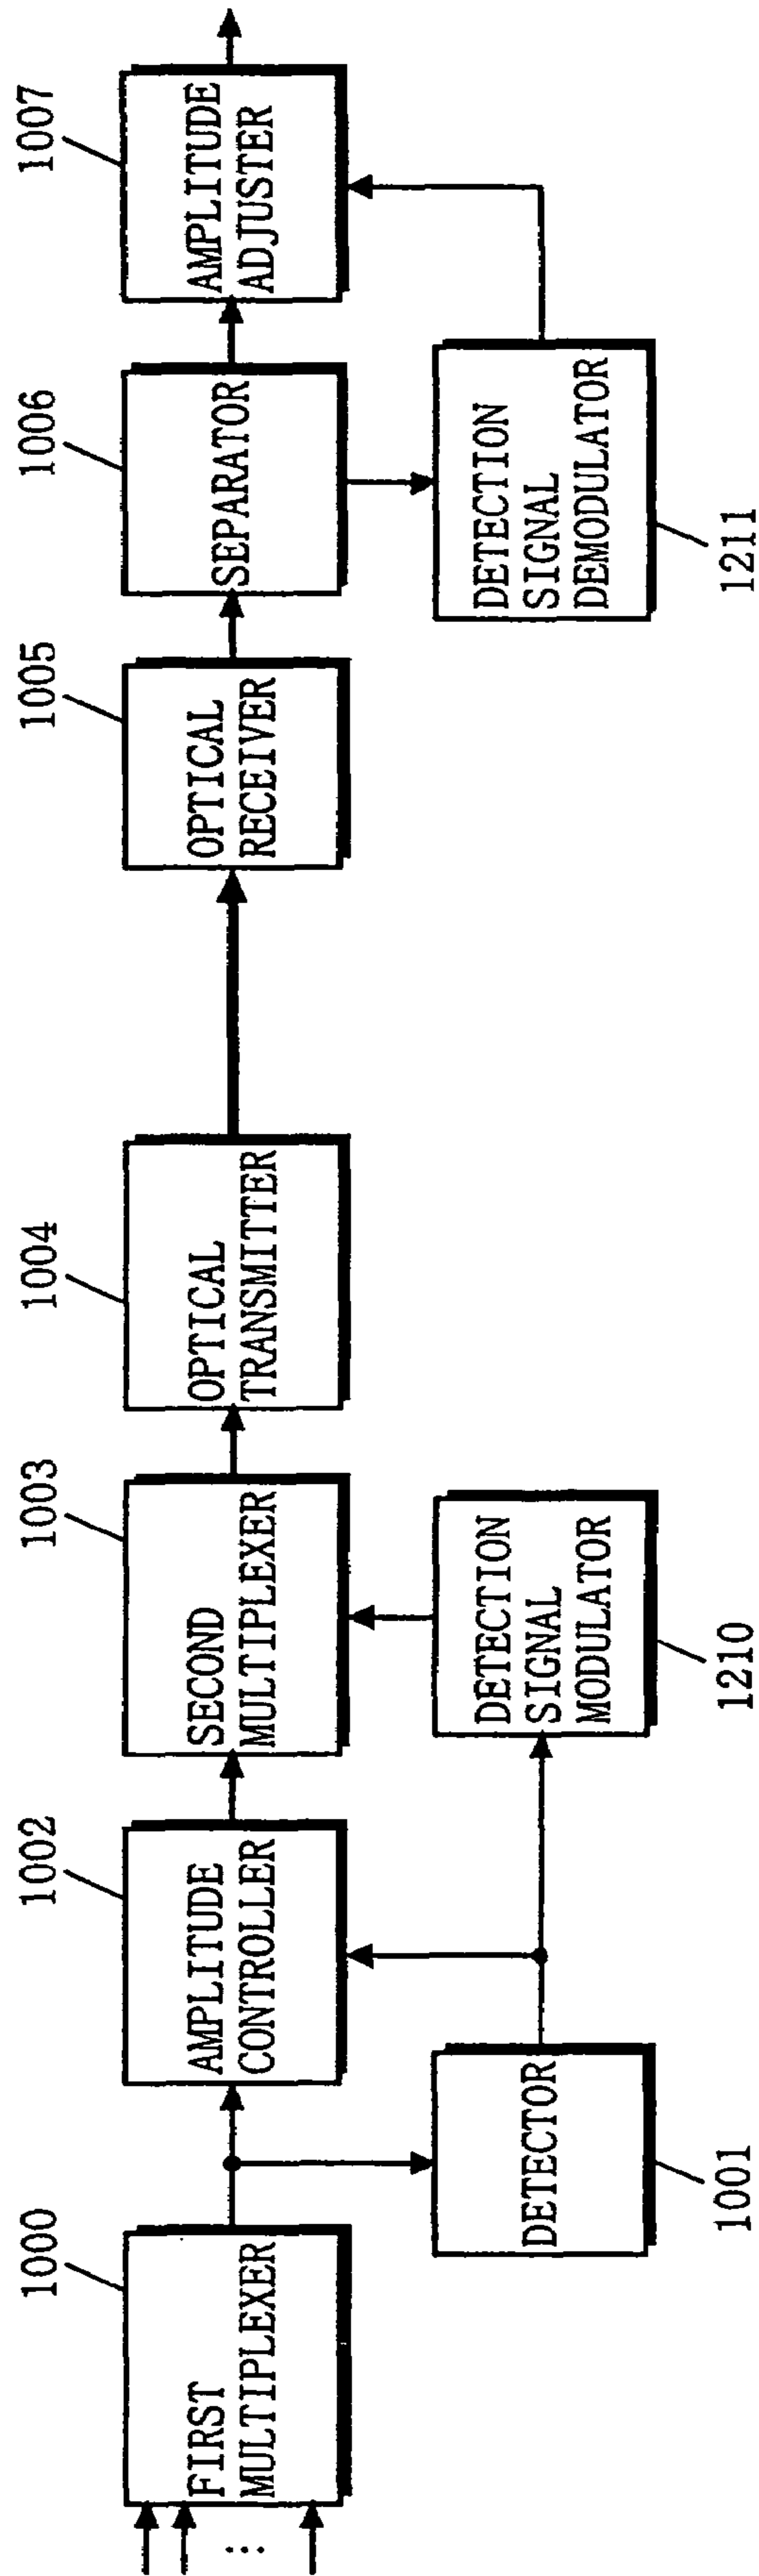 1000
FIRST
MULTIPLEXER
1001
DETECTOR
1002
AMPLITUDE
CONTROLLER
1003
SECOND
MULTIPLEXER
1210
DETECTION
SIGNAL
MODULATOR
1004
OPTICAL
TRANSMITTER
1005
OPTICAL
RECEIVER
1006
SEPARATOR
1211
DETECTION
SIGNAL
DEMODULATOR
1007
AMPLITUDE
ADJUSTER